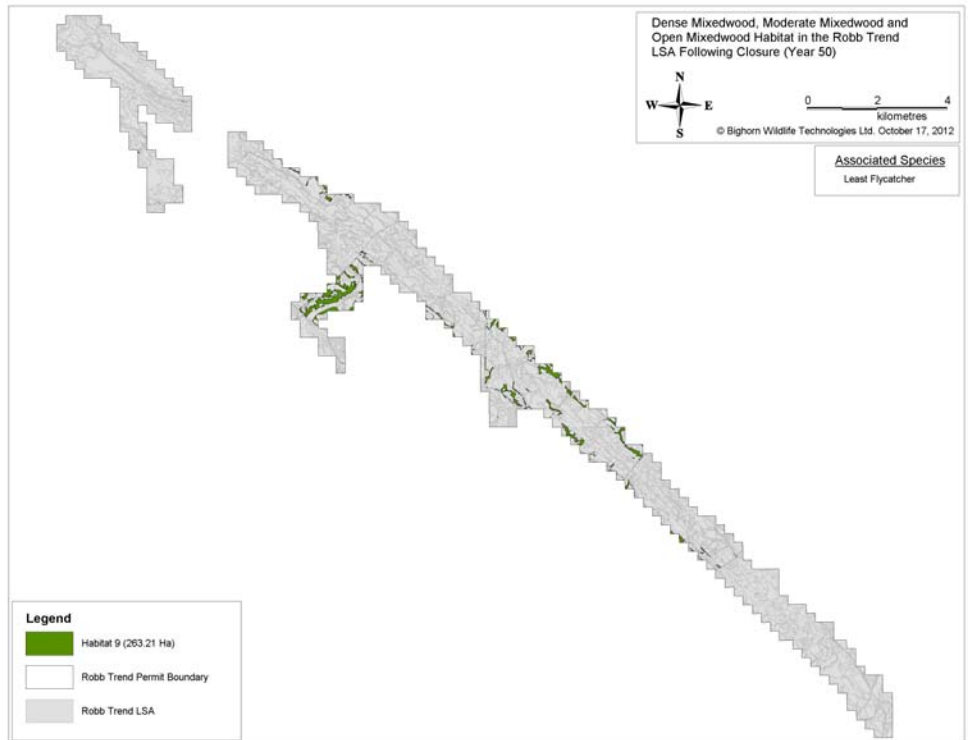 Dense Mixedwood, Moderate Mixedwood and
Open Mixedwood Habitat in the Robb Trend
LSA Following Closure (Year 50)
N
W E
S
0 2 4
kilometres
© Bighorn Wildlife Technologies Ltd. October 17, 2012
Associated Species
Least Flycatcher
Legend
Habitat 9 (263.21 Ha)
Robb Trend Permit Boundary
Robb Trend LSA